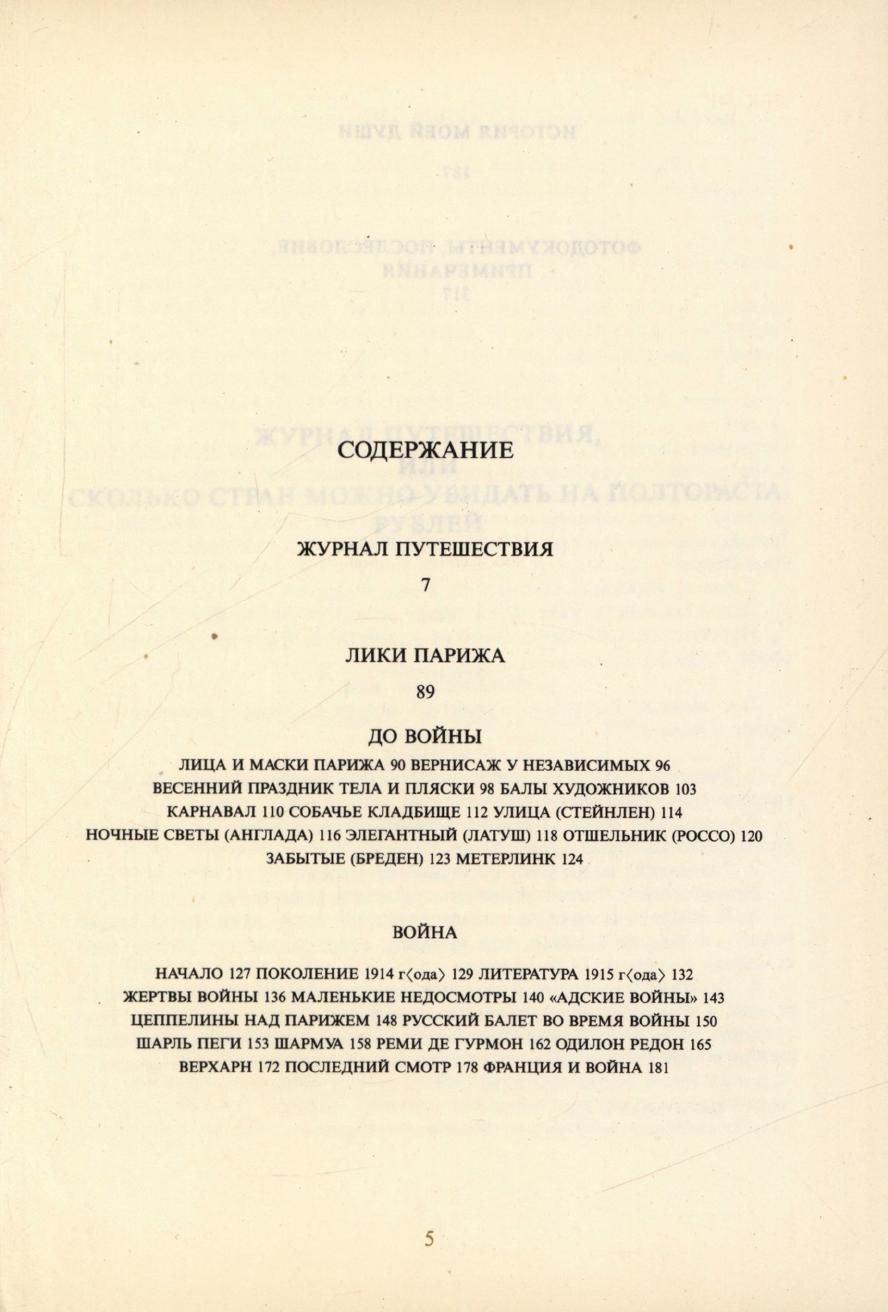 СОДЕРЖАНИЕ
ЖУРНАЛ ПУТЕШЕСТВИЯ
7
ЛИКИ ПАРИЖА
89
ДО ВОЙНЫ
ЛИЦА И МАСКИ ПАРИЖА 90 ВЕРНИСАЖ У НЕЗАВИСИМЫХ 96
ВЕСЕННИЙ ПРАЗДНИК ТЕЛА И ПЛЯСКИ 98 БАЛЫ ХУДОЖНИКОВ 103
КАРНАВАЛ 110 СОБАЧЬЕ КЛАДБИЩЕ 112 УЛИЦА (СТЕЙНЛЕН) 114
НОЧНЫЕ СВЕТЫ (АНГЛАДА) 116 ЭЛЕГАНТНЫЙ (ЛАТУШ) 118 ОТШЕЛЬНИК (РОССО) 120
ЗАБЫТЫЕ (БРЕДЕН) 123 МЕТЕРЛИНК 124
ВОЙНА
НАЧАЛО 127 ПОКОЛЕНИЕ 1914 г〈ода〉 129 ЛИТЕРАТУРА 1915 г〈ода〉 132
ЖЕРТВЫ ВОЙНЫ 136 МАЛЕНЬКИЕ НЕДОСМОТРЫ 140 «АДСКИЕ ВОЙНЫ» 143
ЦЕППЕЛИНЫ НАД ПАРИЖЕМ 148 РУССКИЙ БАЛЕТ ВО ВРЕМЯ ВОЙНЫ 150
ШАРЛЬ ПЕГИ 153 ШАРМУА 158 РЕМИ ДЕ ГУРМОН 162 ОДИЛОН РЕДОН 165
ВЕРХАРН 172 ПОСЛЕДНИЙ СМОТР 178 ФРАНЦИЯ И ВОЙНА 181
5